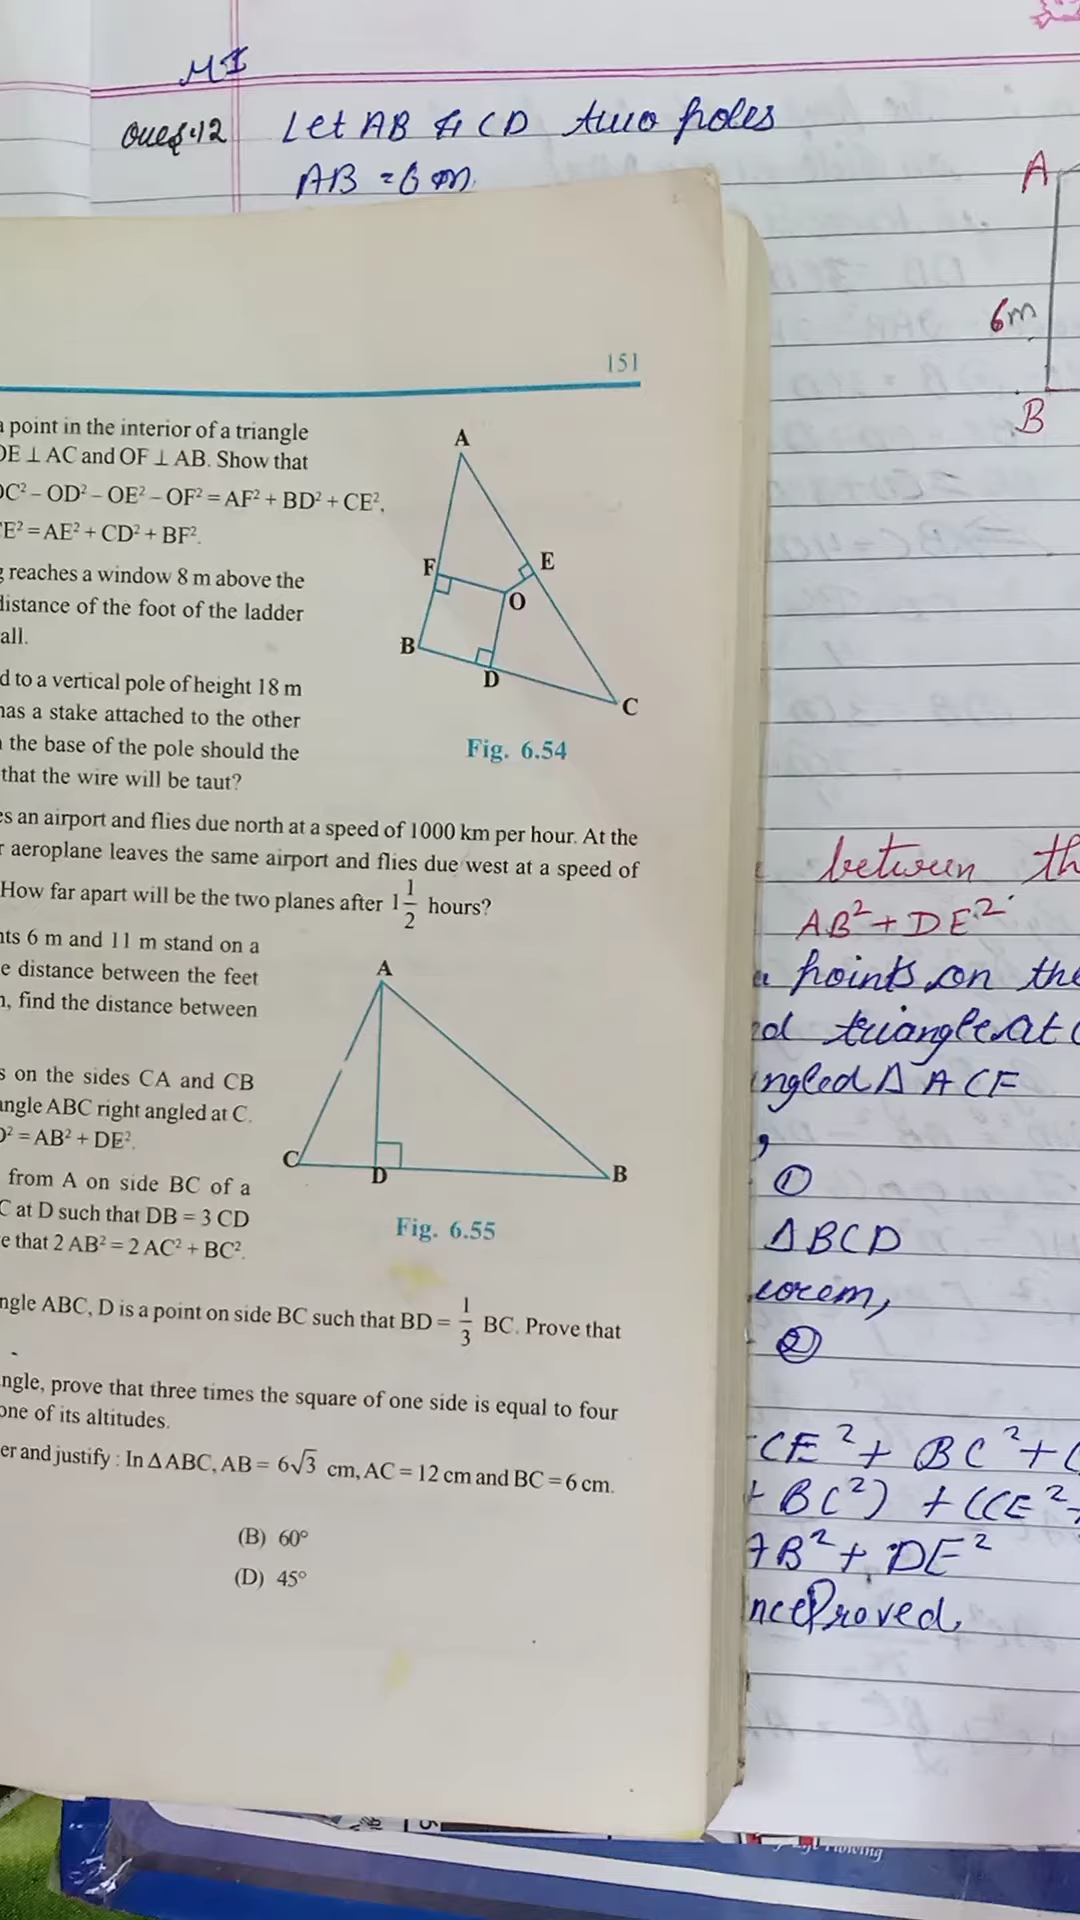 MI
Ques:12 Let AB & CD two poles
AB = 6 m.
A
6m
B
151
a point in the interior of a triangle
OE ⊥ AC and OF ⊥ AB. Show that
OC² – OD² – OE² – OF² = AF² + BD² + CE²,
E² = AE² + CD² + BF².
A
F
E
O
B
D
C
Fig. 6.54
reaches a window 8 m above the
distance of the foot of the ladder
all.
d to a vertical pole of height 18 m
has a stake attached to the other
the base of the pole should the
that the wire will be taut?
es an airport and flies due north at a speed of 1000 km per hour. At the
r aeroplane leaves the same airport and flies due west at a speed of
How far apart will be the two planes after 1 1/2 hours?
nts 6 m and 11 m stand on a
e distance between the feet
, find the distance between
A
C
D
B
Fig. 6.55
s on the sides CA and CB
angle ABC right angled at C.
D² = AB² + DE².
from A on side BC of a
C at D such that DB = 3 CD
e that 2 AB² = 2 AC² + BC².
ngle ABC, D is a point on side BC such that BD = 1/3 BC. Prove that
ngle, prove that three times the square of one side is equal to four
one of its altitudes.
er and justify : In Δ ABC, AB = 6√3 cm, AC = 12 cm and BC = 6 cm.
(B) 60°
(D) 45°
between th
AB² + DE²
points on the
ed triangle at C
ngled Δ ACE
,
①
Δ BCD
eorem,
②
CE² + BC² + C
+ BC²) + (CE² +
AB² + DE²
nce Proved.